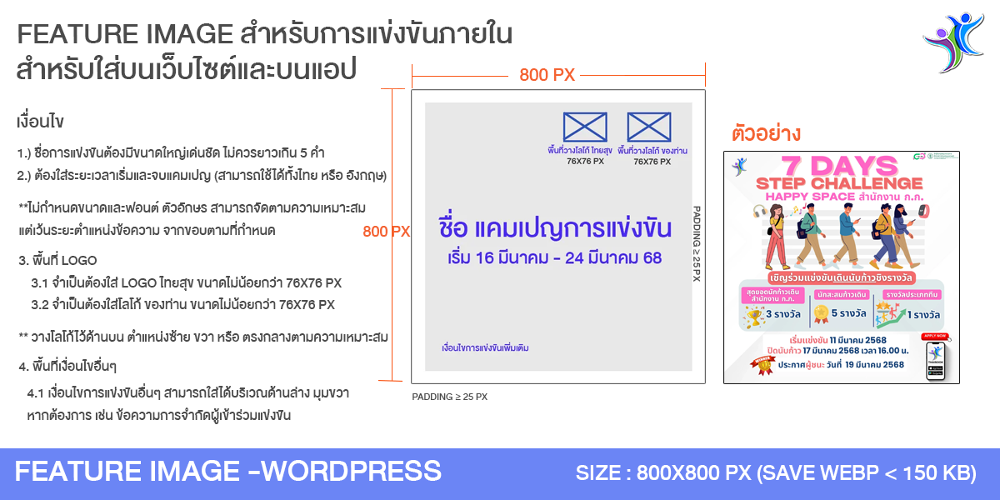 FEATURE IMAGE สำหรับการแข่งขันภายใน
สำหรับใส่บนเว็บไซต์และบนแอป
เงื่อนไข
1.) ชื่อการแข่งขันต้องมีขนาดใหญ่เด่นชัด ไม่ควรยาวเกิน 5 คำ
2.) ต้องใส่ระยะเวลาเริ่มและจบแคมเปญ (สามารถใช้ได้ทั้งไทย หรือ อังกฤษ)
**ไม่กำหนดขนาดและฟอนต์ ตัวอักษร สามารถจัดตามความเหมาะสม
แต่เว้นระยะตำแหน่งข้อความ จากขอบตามที่กำหนด
3. พื้นที่ LOGO
3.1 จำเป็นต้องใส่ LOGO ไทยสุข ขนาดไม่น้อยกว่า 76X76 PX
3.2 จำเป็นต้องใส่โลโก้ ของท่าน ขนาดไม่น้อยกว่า 76X76 PX
** วางโลโก้ไว้ด้านบน ตำแหน่งซ้าย ขวา หรือ ตรงกลางตามความเหมาะสม
4. พื้นที่เงื่อนไขอื่นๆ
4.1 เงื่อนไขการแข่งขันอื่นๆ สามารถใส่ได้บริเวณด้านล่าง มุมขวา
หากต้องการ เช่น ข้อความการจำกัดผู้เข้าร่วมแข่งขัน
800 PX
800 PX
พื้นที่วางโลโก้ ไทยสุข
76X76 PX
พื้นที่วางโลโก้ ของท่าน
76X76 PX
ชื่อ แคมเปญการแข่งขัน
เริ่ม 16 มีนาคม - 24 มีนาคม 68
PADDING ≥ 25 PX
เงื่อนไขการแข่งขันเพิ่มเติม
PADDING ≥ 25 PX
ตัวอย่าง
7 DAYS
STEP CHALLENGE
HAPPY SPACE สำนักงาน ก.ก.
เชิญร่วมแข่งขันเดินนับก้าวชิงรางวัล
สุดยอดนักก้าวเดิน
สำนักงาน ก.ก.
3 รางวัล
นักสะสมก้าวเดิน
5 รางวัล
รางวัลประเภททีม
1 รางวัล
เริ่มแข่งขัน 11 มีนาคม 2568
ปิดนับก้าว 17 มีนาคม 2568 เวลา 16.00 น.
ประกาศผู้ชนะ วันที่ 19 มีนาคม 2568
WINNER
APPLY NOW
FEATURE IMAGE -WORDPRESS
SIZE : 800X800 PX (SAVE WEBP < 150 KB)